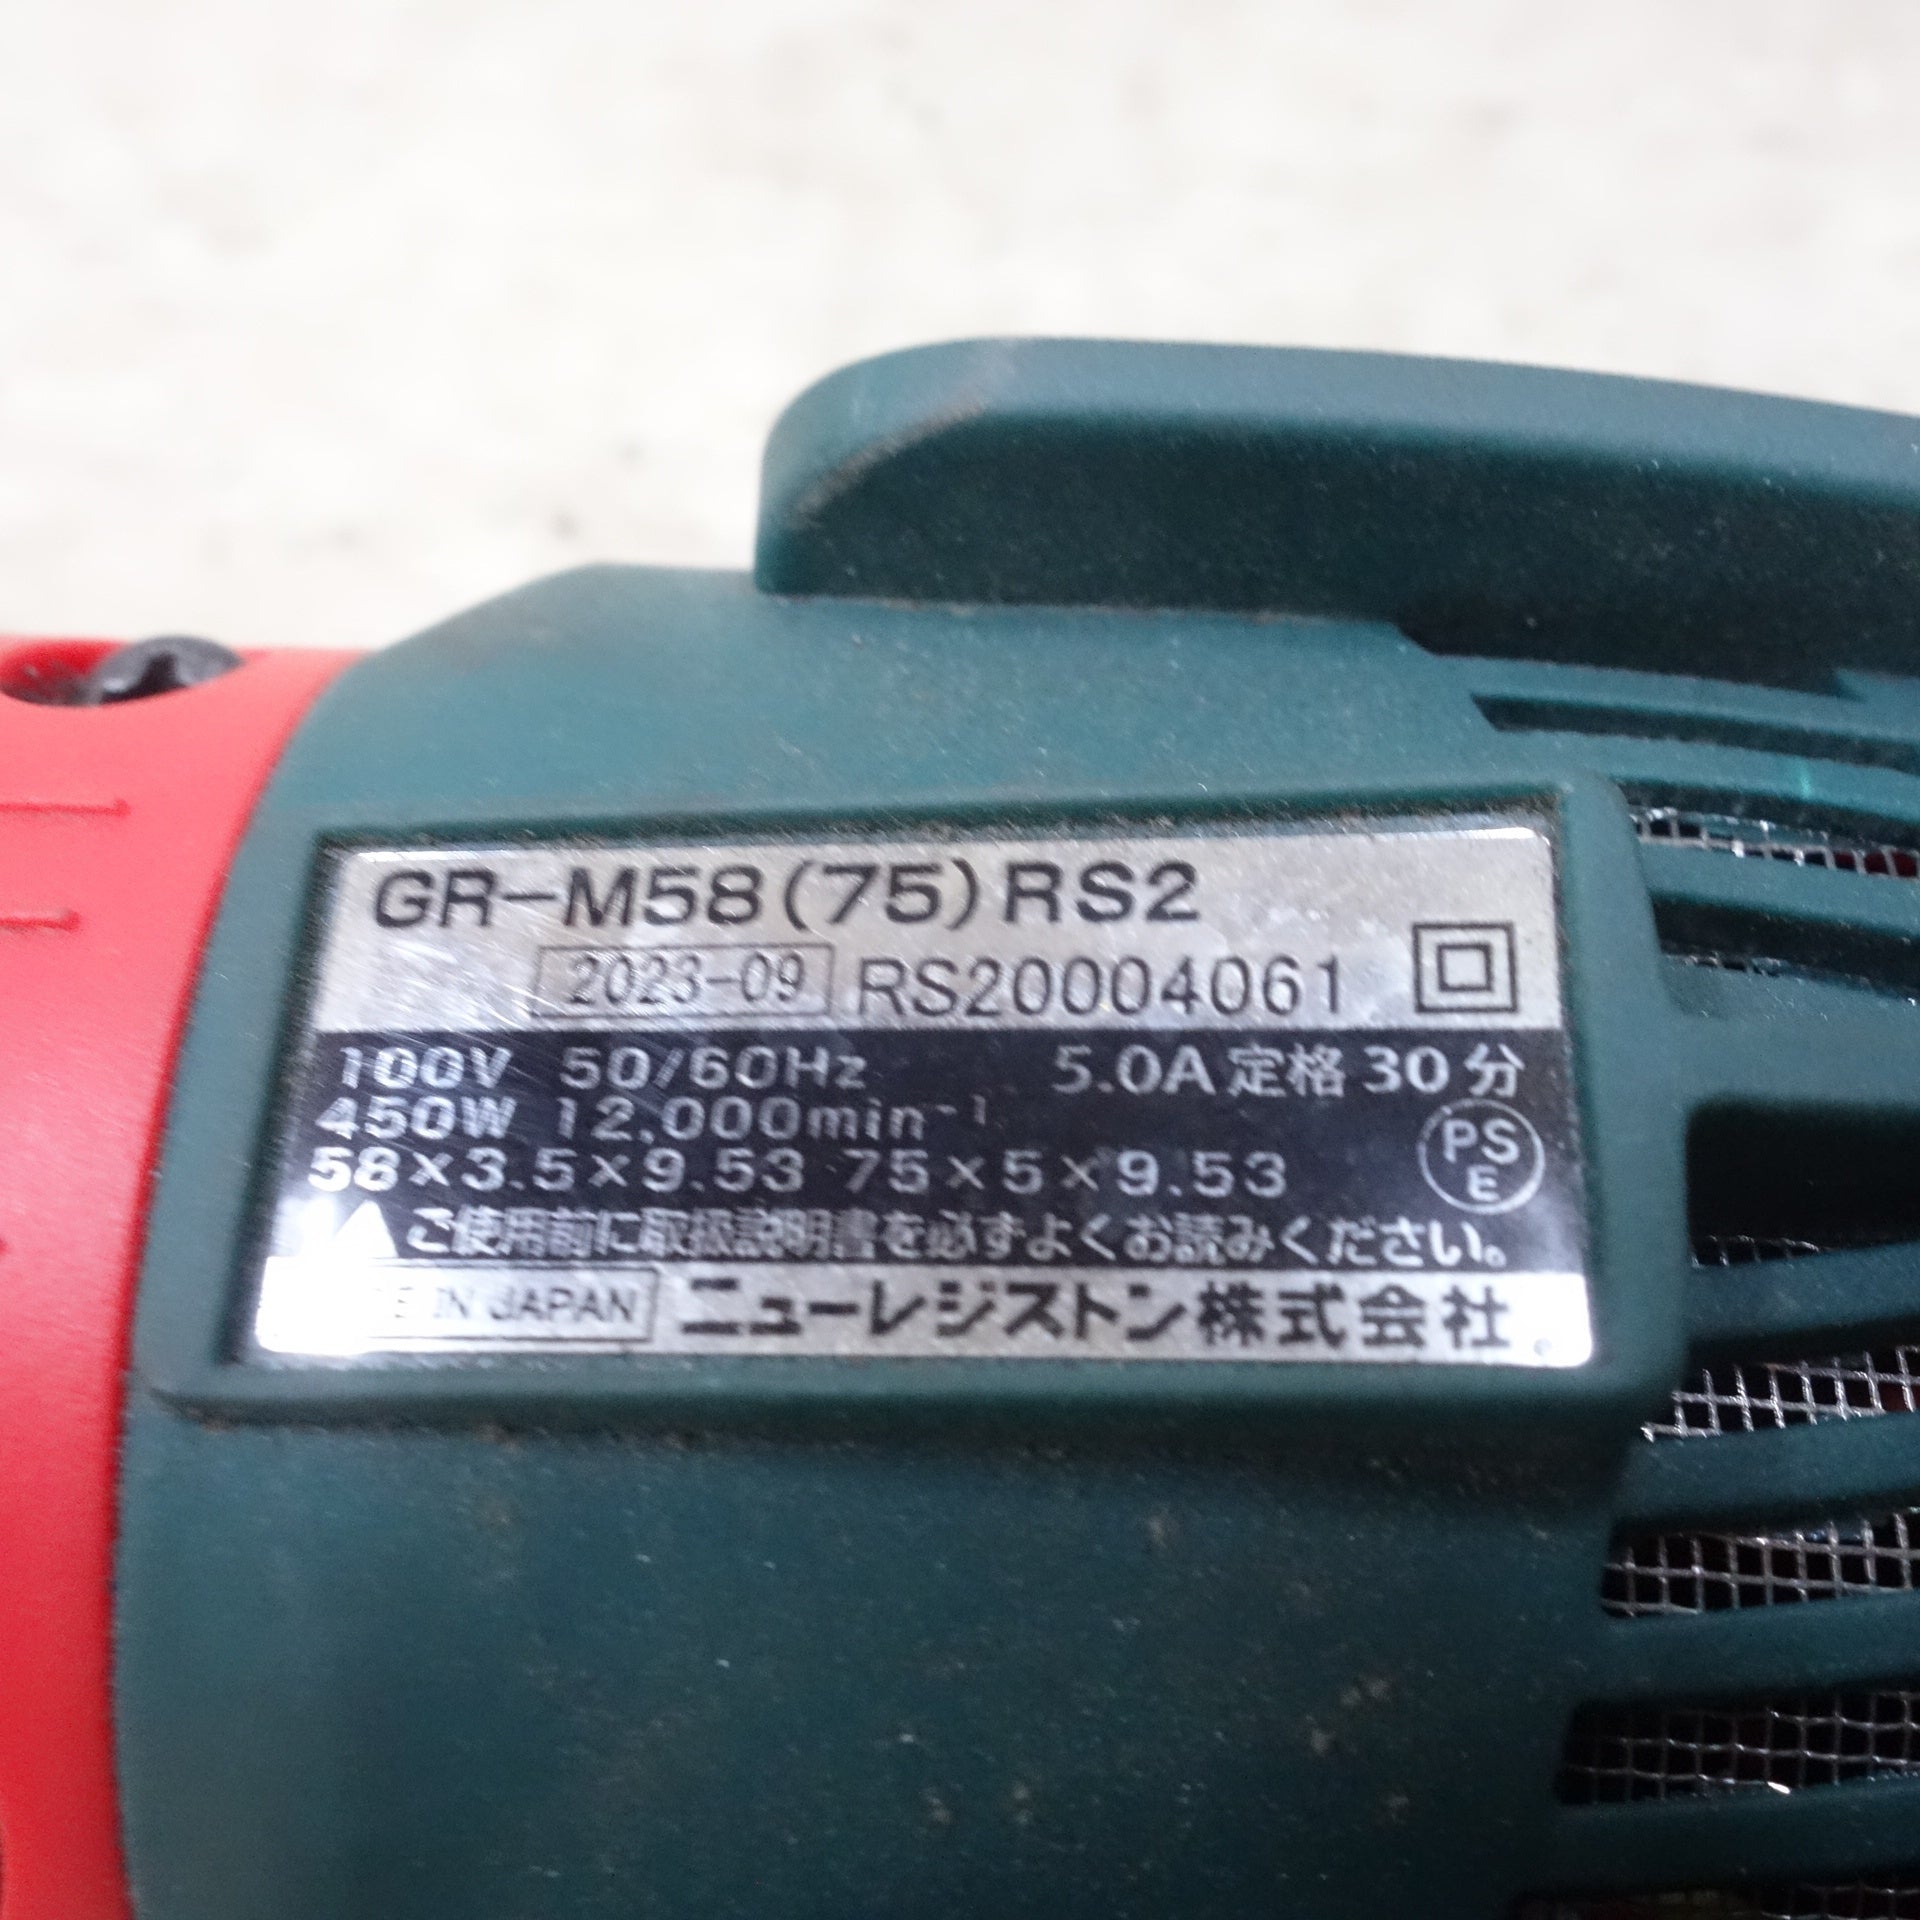 GR-M58(75)RS2
2023-09 RS20004061
100V 50/60Hz 5.0A 定格 30 分
450W 12,000min⁻¹
58×3.5×9.53 75×5×9.53
PS
E
ご使用前に取扱説明書を必ずよくお読みください。
IN JAPAN ニューレジストン株式会社